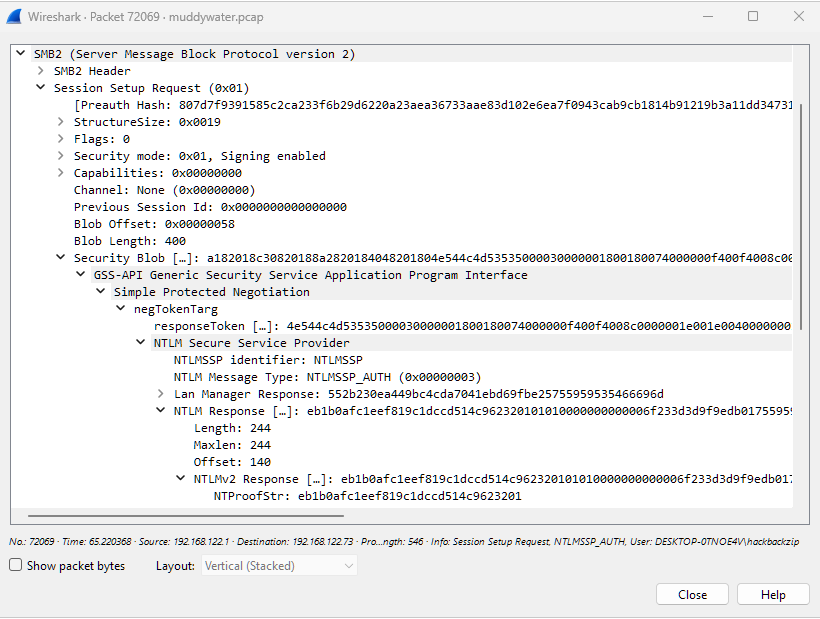 Wireshark · Packet 72069 · muddywater.pcap
SMB2 (Server Message Block Protocol version 2)
SMB2 Header
Session Setup Request (0x01)
[Preauth Hash: 807d7f9391585c2ca233f6b29d6220a23aea36733aae83d102e6ea7f0943cab9cb1814b91219b3a11dd34731
StructureSize: 0x0019
Flags: 0
Security mode: 0x01, Signing enabled
Capabilities: 0x00000000
Channel: None (0x00000000)
Previous Session Id: 0x0000000000000000
Blob Offset: 0x00000058
Blob Length: 400
Security Blob […]: a182018c30820188a2820184048201804e544c4d53535000030000001800180074000000f400f4008c00
GSS-API Generic Security Service Application Program Interface
Simple Protected Negotiation
negTokenTarg
responseToken […]: 4e544c4d53535000030000001800180074000000f400f4008c0000001e001e0040000000
NTLM Secure Service Provider
NTLMSSP identifier: NTLMSSP
NTLM Message Type: NTLMSSP_AUTH (0x00000003)
Lan Manager Response: 552b230ea449bc4cda7041ebd69fbe25755959535466696d
NTLM Response […]: eb1b0afc1eef819c1dccd514c96232010101000000000006f233d3d9f9edb01755959
Length: 244
Maxlen: 244
Offset: 140
NTLMv2 Response […]: eb1b0afc1eef819c1dccd514c96232010101000000000006f233d3d9f9edb017
NTProofStr: eb1b0afc1eef819c1dccd514c9623201
No.: 72069 · Time: 65.220368 · Source: 192.168.122.1 · Destination: 192.168.122.73 · Pro…ngth: 546 · Info: Session Setup Request, NTLMSSP_AUTH, User: DESKTOP-0TNOE4V\hackbackzip
Show packet bytes
Layout:
Vertical (Stacked)
Close
Help